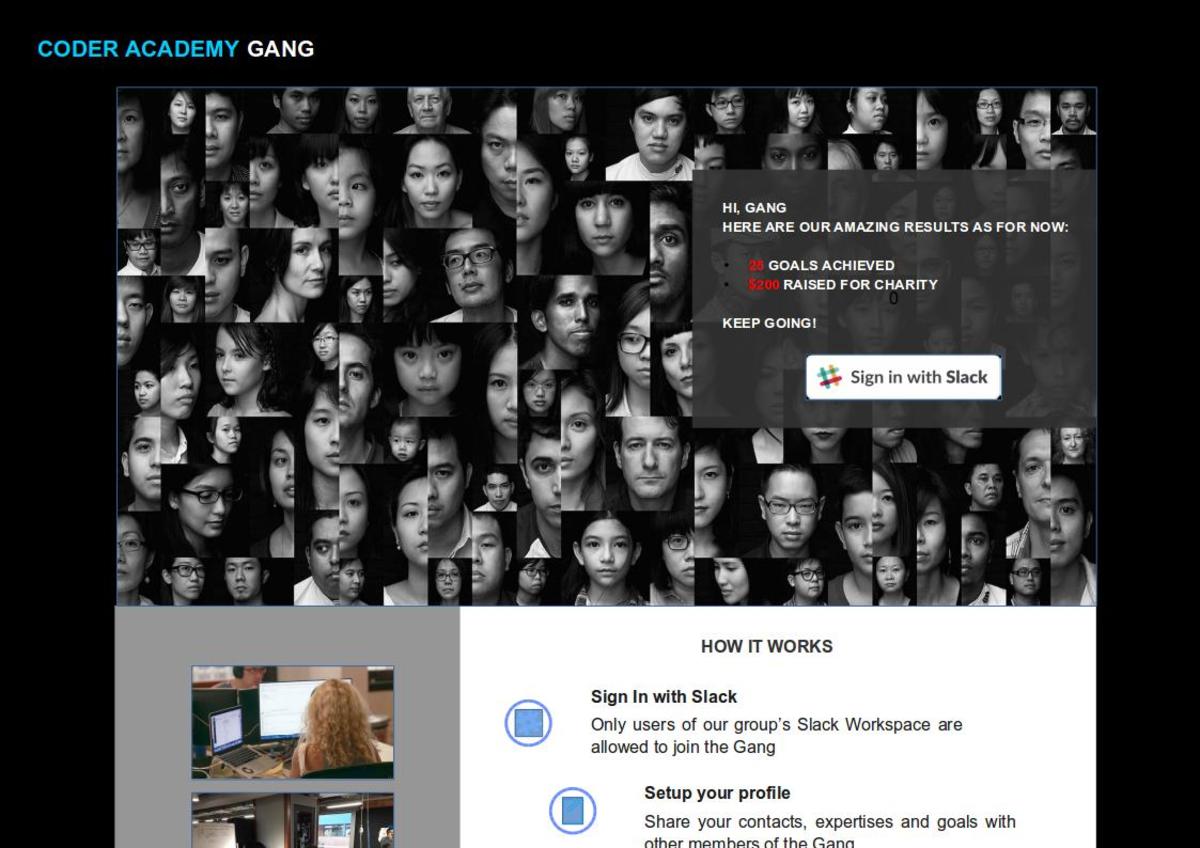 CODER ACADEMY GANG
HI, GANG
HERE ARE OUR AMAZING RESULTS AS FOR NOW:
• 25 GOALS ACHIEVED
• $200 RAISED FOR CHARITY
0
KEEP GOING!
Sign in with Slack
HOW IT WORKS
Sign In with Slack
Only users of our group’s Slack Workspace are
allowed to join the Gang
Setup your profile
Share your contacts, expertises and goals with
other members of the Gang